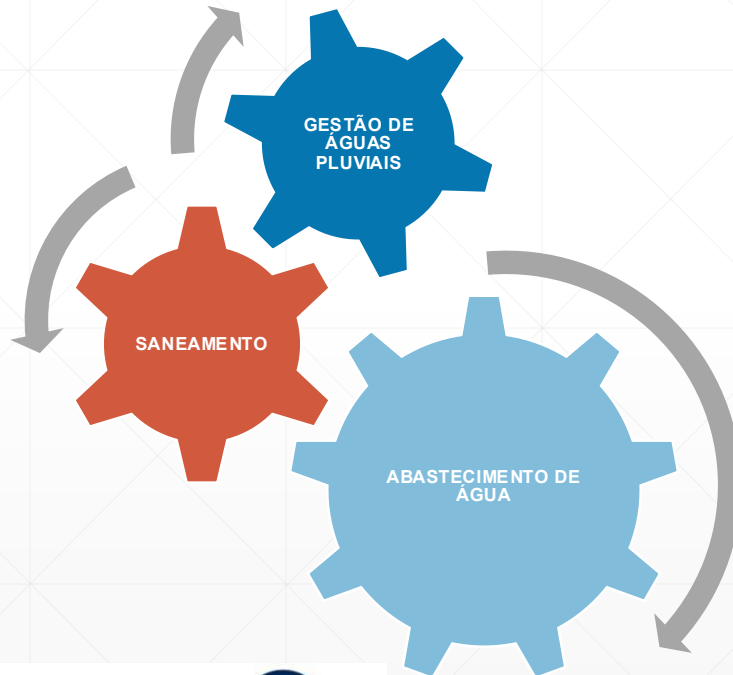 GESTÃO DE
ÁGUAS
PLUVIAIS
SANEAMENTO
ABASTECIMENTO DE
ÁGUA